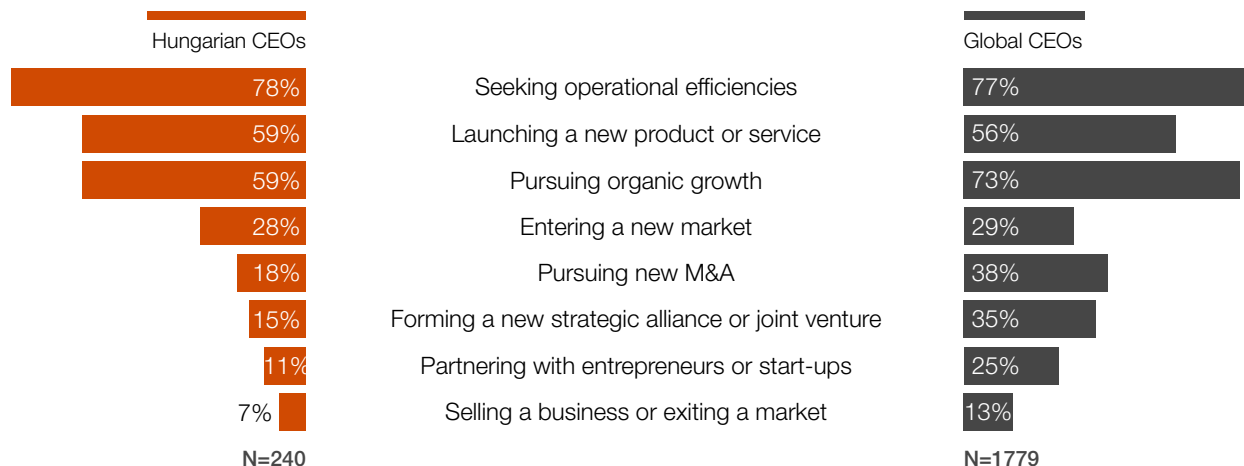 Hungarian CEOs Global CEOs
78% Seeking operational efficiencies 77%
59% Launching a new product or service 56%
59% Pursuing organic growth 73%
28% Entering a new market 29%
18% Pursuing new M&A 38%
15% Forming a new strategic alliance or joint venture 35%
11% Partnering with entrepreneurs or start-ups 25%
7% Selling a business or exiting a market 13%
N=240 N=1779